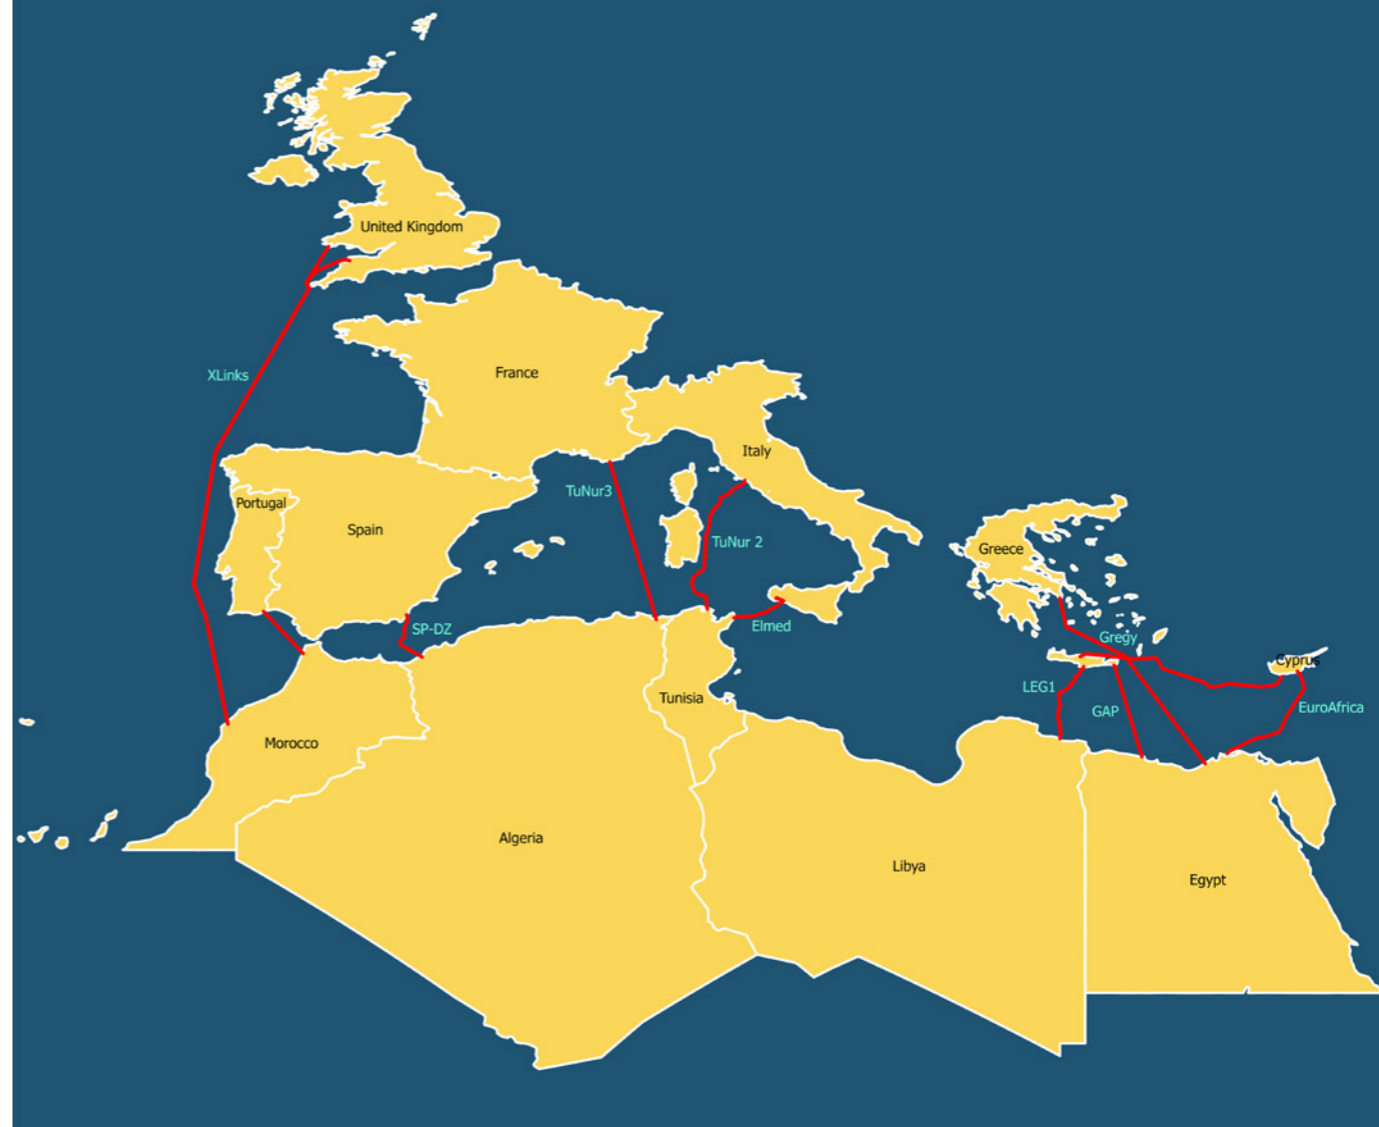 United Kingdom
XLinks
France
Italy
TuNur3
Portugal
Spain
TuNur 2
Greece
SP-DZ
Elmed
Gregy
Cyprus
LEG1
GAP
EuroAfrica
Tunisia
Morocco
Algeria
Libya
Egypt